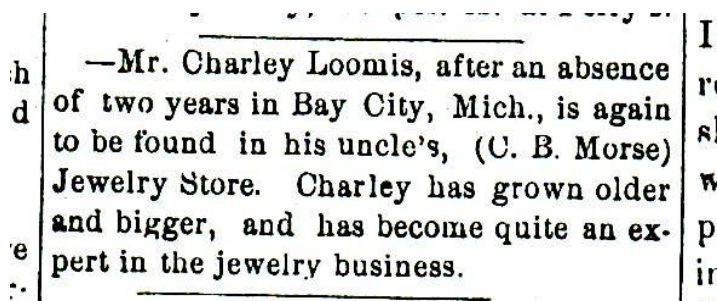 —Mr. Charley Loomis, after an absence
of two years in Bay City, Mich., is again
to be found in his uncle's, (C. B. Morse)
Jewelry Store. Charley has grown older
and bigger, and has become quite an ex-
pert in the jewelry business.